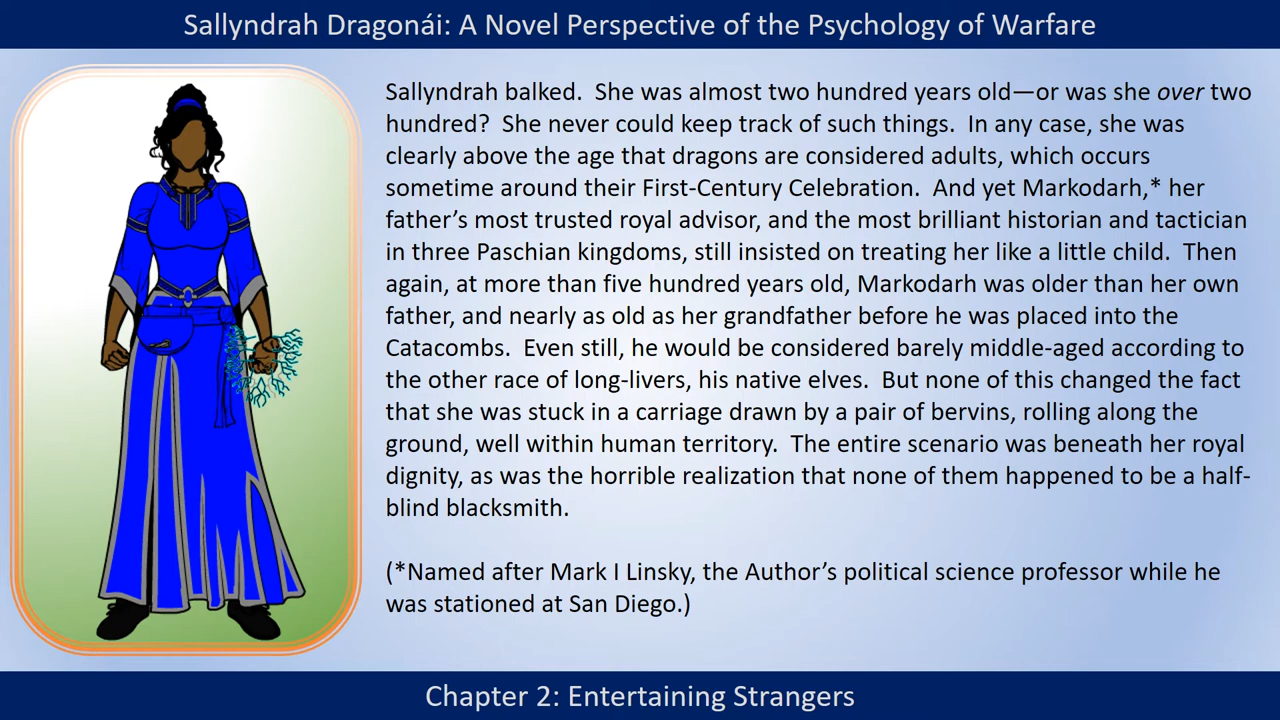 Sallyndrah Dragonái: A Novel Perspective of the Psychology of Warfare
Sallyndrah balked.  She was almost two hundred years old—or was she over two
hundred?  She never could keep track of such things.  In any case, she was
clearly above the age that dragons are considered adults, which occurs
sometime around their First-Century Celebration.  And yet Markodarh,* her
father’s most trusted royal advisor, and the most brilliant historian and tactician
in three Paschian kingdoms, still insisted on treating her like a little child.  Then
again, at more than five hundred years old, Markodarh was older than her own
father, and nearly as old as her grandfather before he was placed into the
Catacombs.  Even still, he would be considered barely middle-aged according to
the other race of long-livers, his native elves.  But none of this changed the fact
that she was stuck in a carriage drawn by a pair of bervins, rolling along the
ground, well within human territory.  The entire scenario was beneath her royal
dignity, as was the horrible realization that none of them happened to be a half-
blind blacksmith.
(*Named after Mark I Linsky, the Author’s political science professor while he
was stationed at San Diego.)
Chapter 2: Entertaining Strangers